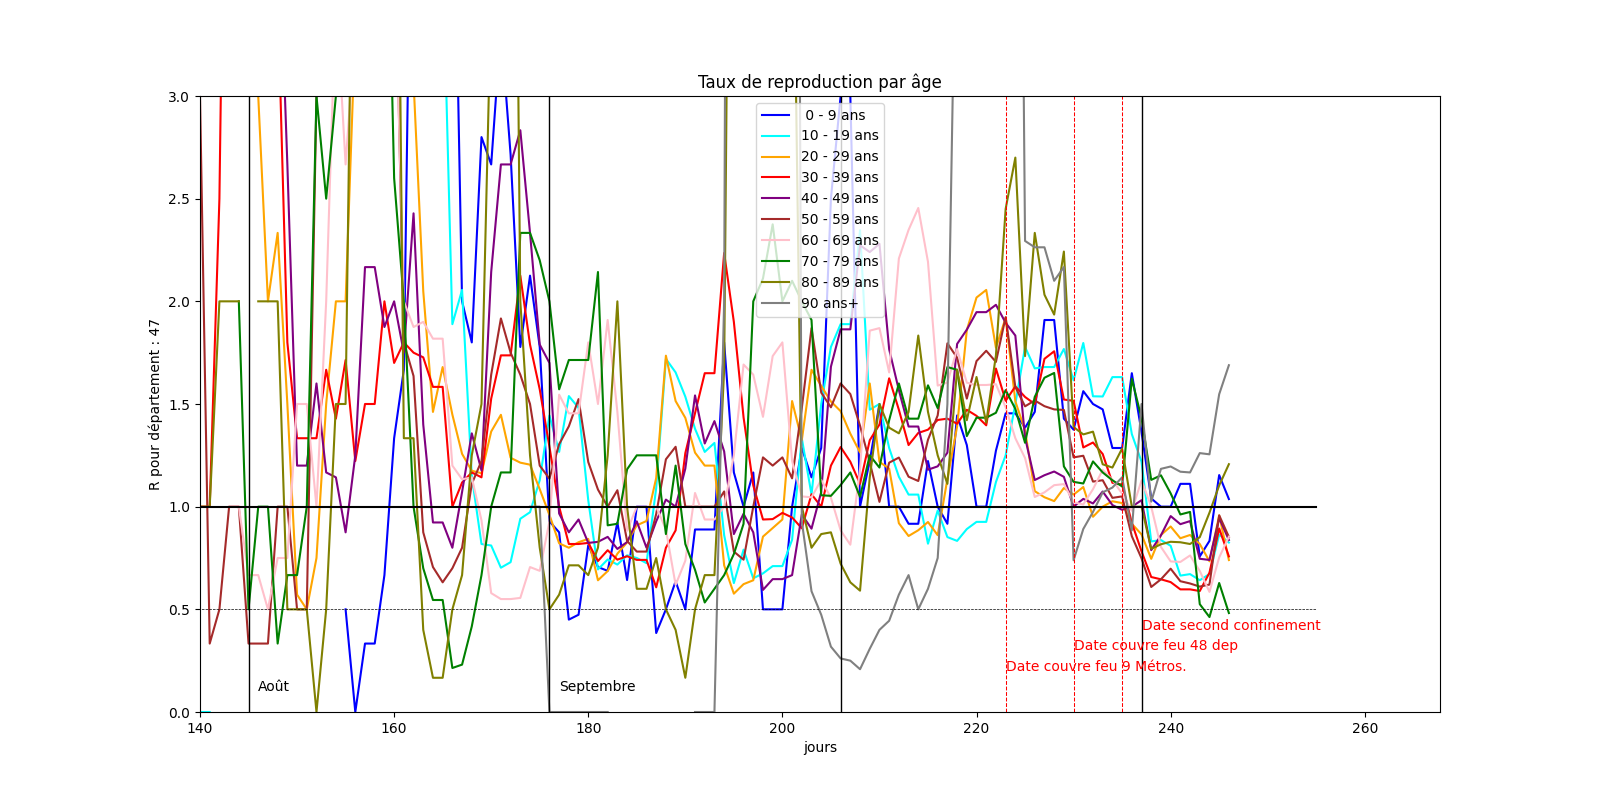 Taux de reproduction par âge
R pour département : 47
3.0
2.5
2.0
1.5
1.0
0.5
0.0
0 - 9 ans
10 - 19 ans
20 - 29 ans
30 - 39 ans
40 - 49 ans
50 - 59 ans
60 - 69 ans
70 - 79 ans
80 - 89 ans
90 ans+
Date second confinement
Date couvre feu 48 dep
Date couvre feu 9 Métros.
Août
Septembre
140
160
180
200
220
240
260
jours